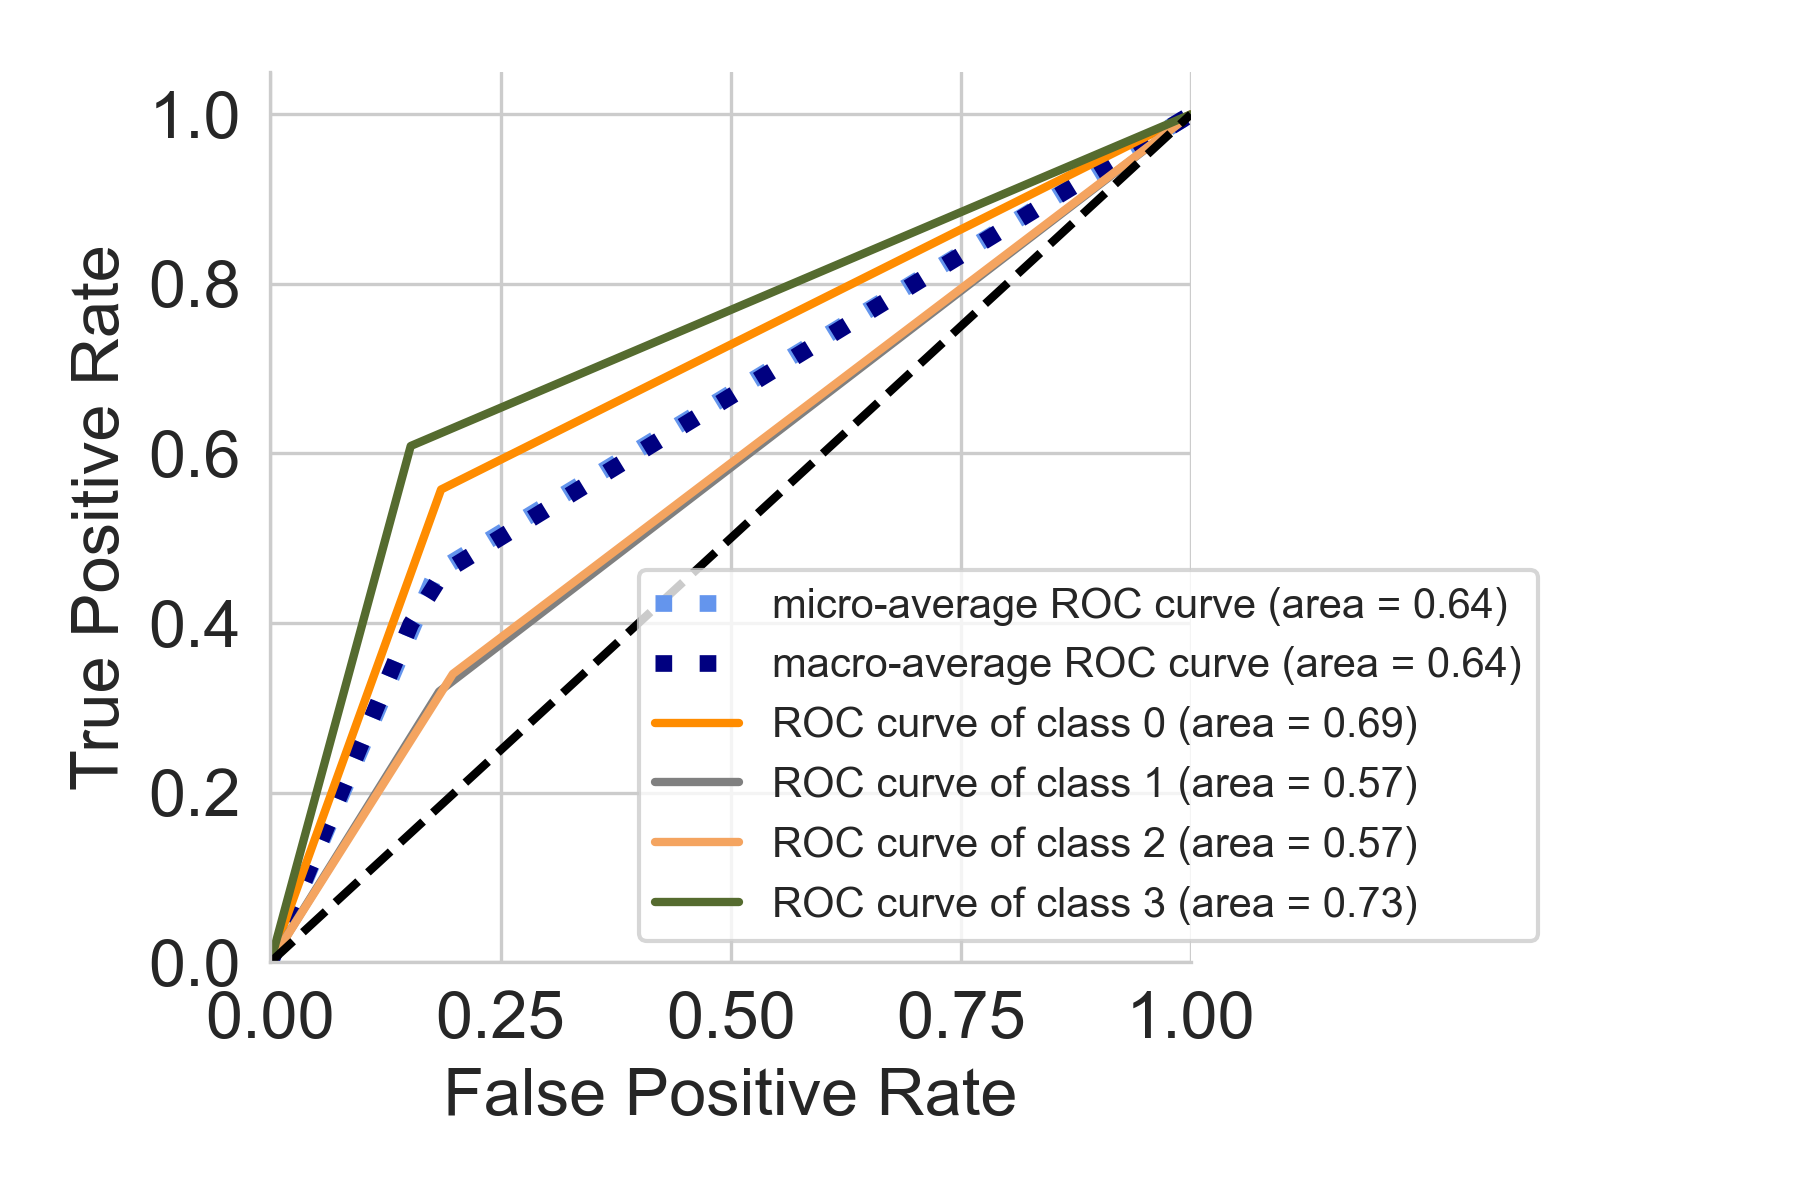 True Positive Rate
1.0
0.8
0.6
0.4
0.2
0.0
0.00 0.25 0.50 0.75 1.00
False Positive Rate
micro-average ROC curve (area = 0.64)
macro-average ROC curve (area = 0.64)
ROC curve of class 0 (area = 0.69)
ROC curve of class 1 (area = 0.57)
ROC curve of class 2 (area = 0.57)
ROC curve of class 3 (area = 0.73)